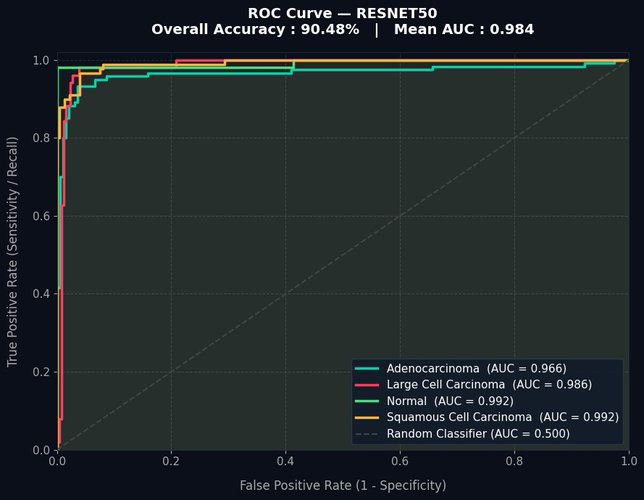 ROC Curve — RESNET50
Overall Accuracy : 90.48%   |   Mean AUC : 0.984
True Positive Rate (Sensitivity / Recall)
1.0
0.8
0.6
0.4
0.2
0.0
Adenocarcinoma  (AUC = 0.966)
Large Cell Carcinoma  (AUC = 0.986)
Normal  (AUC = 0.992)
Squamous Cell Carcinoma  (AUC = 0.992)
Random Classifier (AUC = 0.500)
0.0 0.2 0.4 0.6 0.8 1.0
False Positive Rate (1 - Specificity)